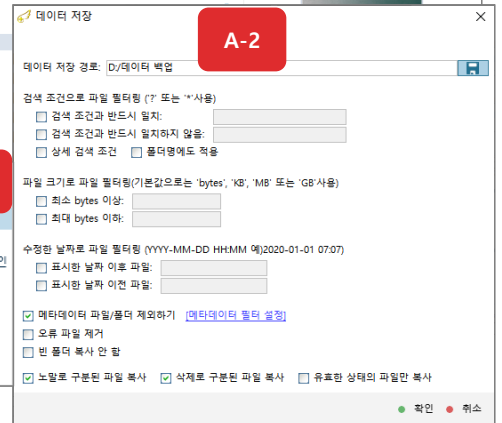 데이터 저장
A-2
데이터 저장 경로: D:/데이터 백업
검색 조건으로 파일 필터링 ('?' 또는 '*'사용)
검색 조건과 반드시 일치:
검색 조건과 반드시 일치하지 않음:
상세 검색 조건 폴더명에도 적용
파일 크기로 파일 필터링(기본값으로는 'bytes', 'KB', 'MB' 또는 'GB'사용)
최소 bytes 이상:
최대 bytes 이하:
수정한 날짜로 파일 필터링 (YYYY-MM-DD HH:MM 예)2020-01-01 07:07)
표시한 날짜 이후 파일:
인
표시한 날짜 이전 파일:
메타데이터 파일/폴더 제외하기 [메타데이터 필터 설정]
오류 파일 제거
빈 폴더 복사 안 함
노말로 구분된 파일 복사 삭제로 구분된 파일 복사 유효한 상태의 파일만 복사
확인 취소